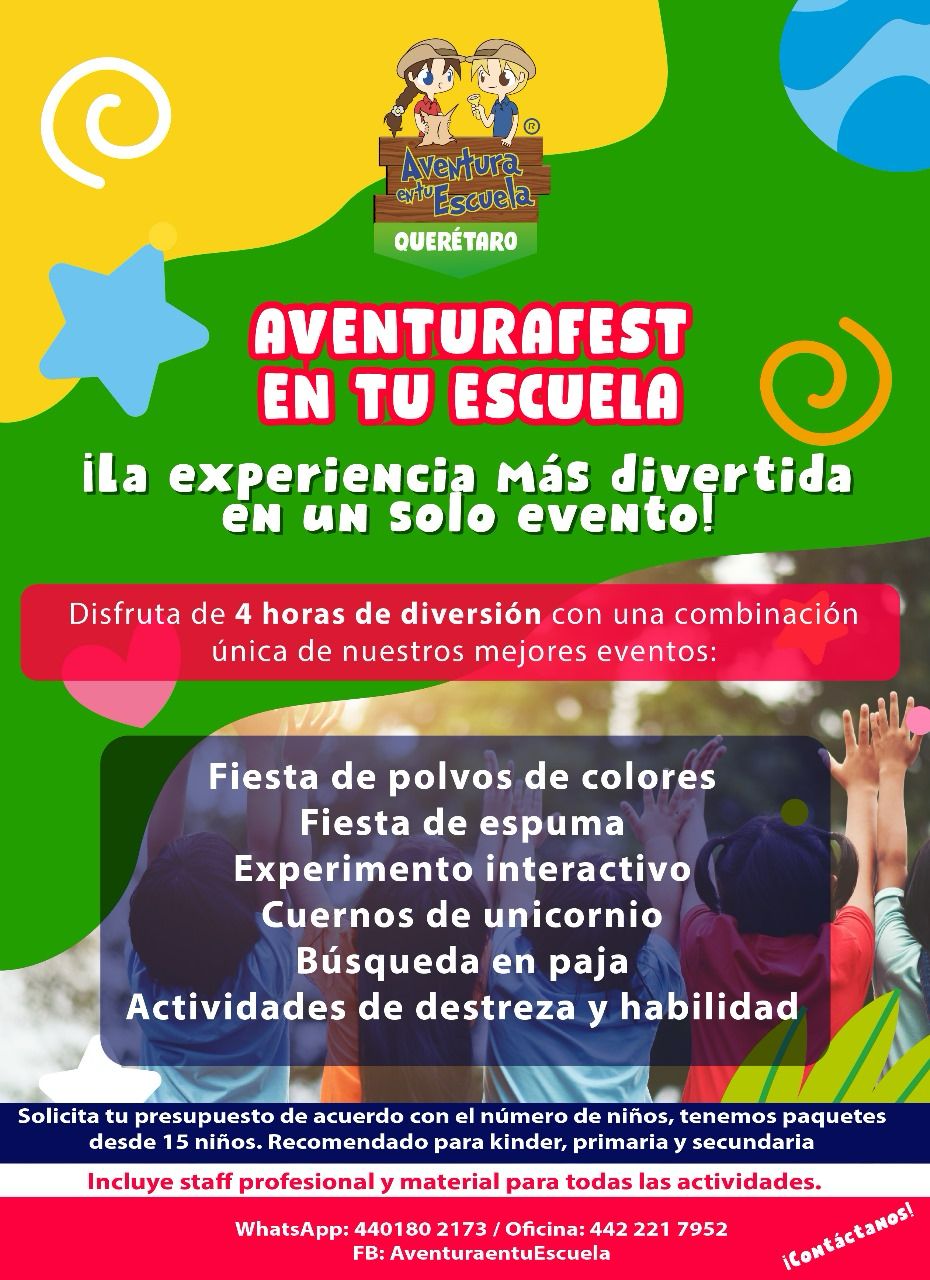 Aventura
en tu Escuela
®
QUERÉTARO
AVENTURAFEST
EN TU ESCUELA
¡La experiencia más divertida
en un solo evento!
Disfruta de 4 horas de diversión con una combinación
única de nuestros mejores eventos:
Fiesta de polvos de colores
Fiesta de espuma
Experimento interactivo
Cuernos de unicornio
Búsqueda en paja
Actividades de destreza y habilidad
Solicita tu presupuesto de acuerdo con el número de niños, tenemos paquetes
desde 15 niños. Recomendado para kinder, primaria y secundaria
Incluye staff profesional y material para todas las actividades.
WhatsApp: 440180 2173 / Oficina: 442 221 7952
FB: AventuraentuEscuela
¡Contáctanos!